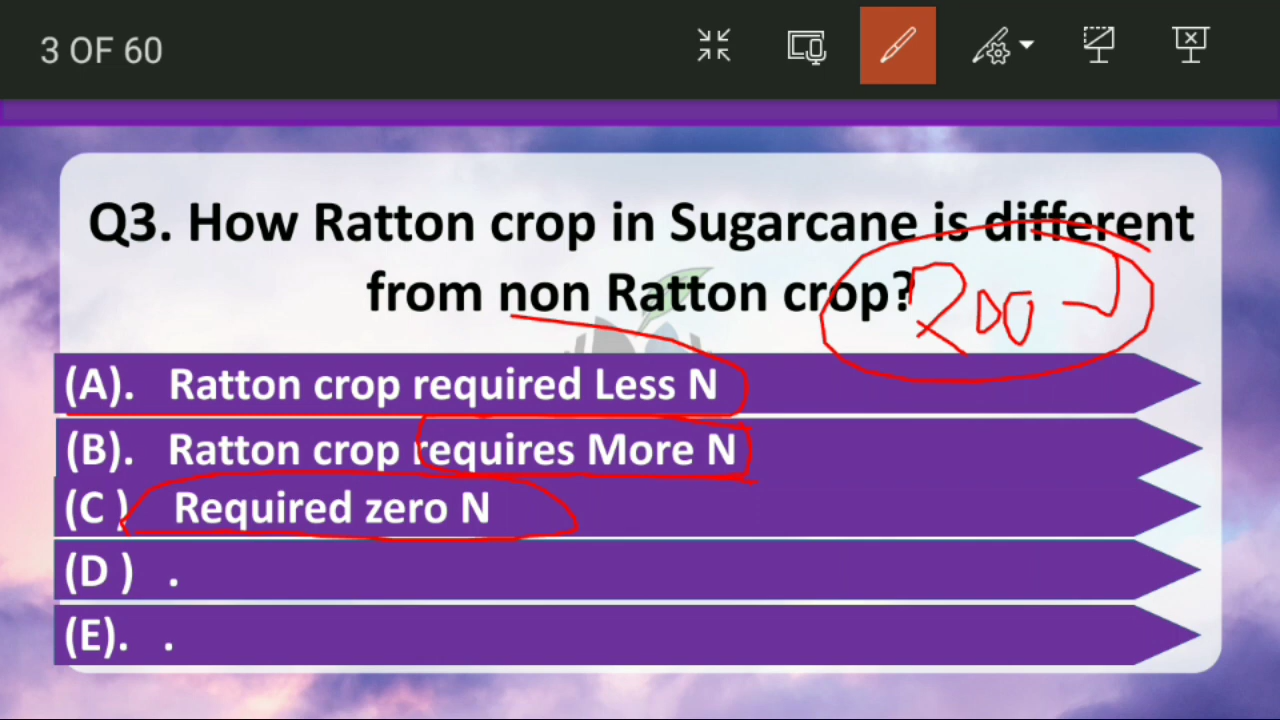 3 OF 60
Q3. How Ratton crop in Sugarcane is different
from non Ratton crop?
200
(A). Ratton crop required Less N
(B). Ratton crop requires More N
(C ) Required zero N
(D ) .
(E). .